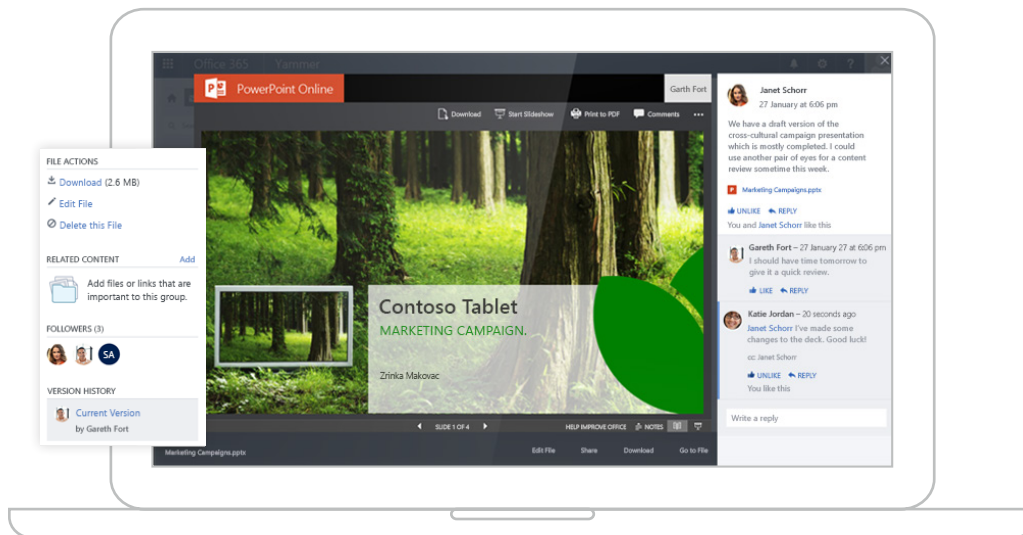 Office 365 Yammer
?
PowerPoint Online
Garth Fort
Download Start Slideshow Print to PDF Comments
FILE ACTIONS
Download (2.6 MB)
Edit File
Delete this File
RELATED CONTENT Add
Add files or links that are
important to this group.
FOLLOWERS (3)
SA
VERSION HISTORY
Current Version
by Gareth Fort
Contoso Tablet
MARKETING CAMPAIGN.
Zrinka Makovac
SLIDE 1 OF 4 HELP IMPROVE OFFICE NOTES
Marketing Campaigns.pptx Edit File Share Download Go to File
Janet Schorr
27 January at 6:06 pm
We have a draft version of the
cross-cultural campaign presentation
which is mostly completed. I could
use another pair of eyes for a content
review sometime this week.
Marketing Campaigns.pptx
UNLIKE REPLY
You and Janet Schorr like this
Gareth Fort – 27 January 27 at 6:06 pm
I should have time tomorrow to
give it a quick review.
LIKE REPLY
Katie Jordan – 20 seconds ago
Janet Schorr I've made some
changes to the deck. Good luck!
cc: Janet Schorr
UNLIKE REPLY
You like this
Write a reply